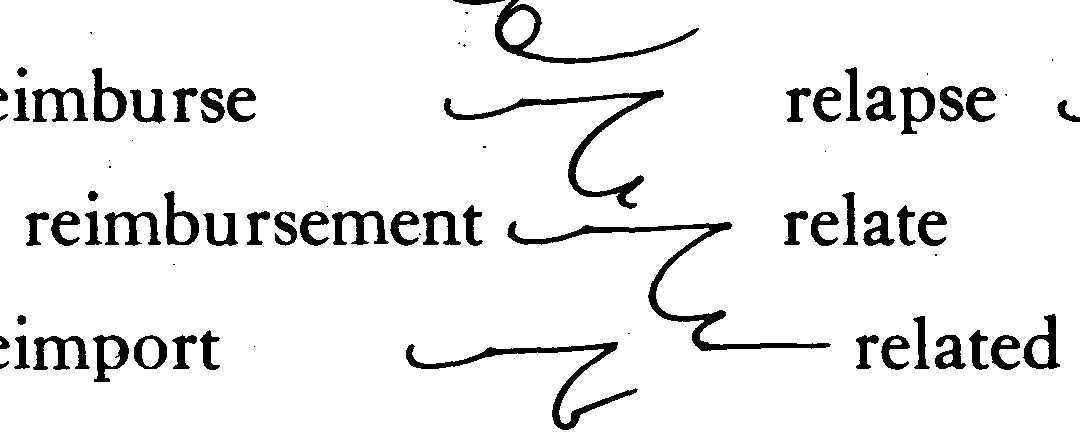 eimburse relapse
reimbursement relate
eimport related